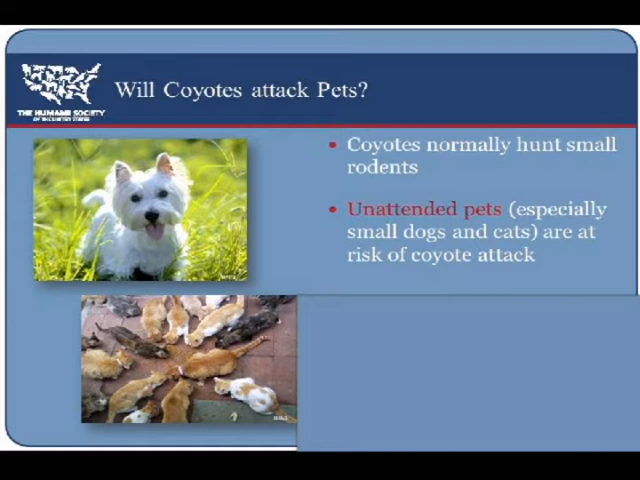 Will Coyotes attack Pets?
THE HUMANE SOCIETY
OF THE UNITED STATES
• Coyotes normally hunt small
rodents
• Unattended pets (especially
small dogs and cats) are at
risk of coyote attack